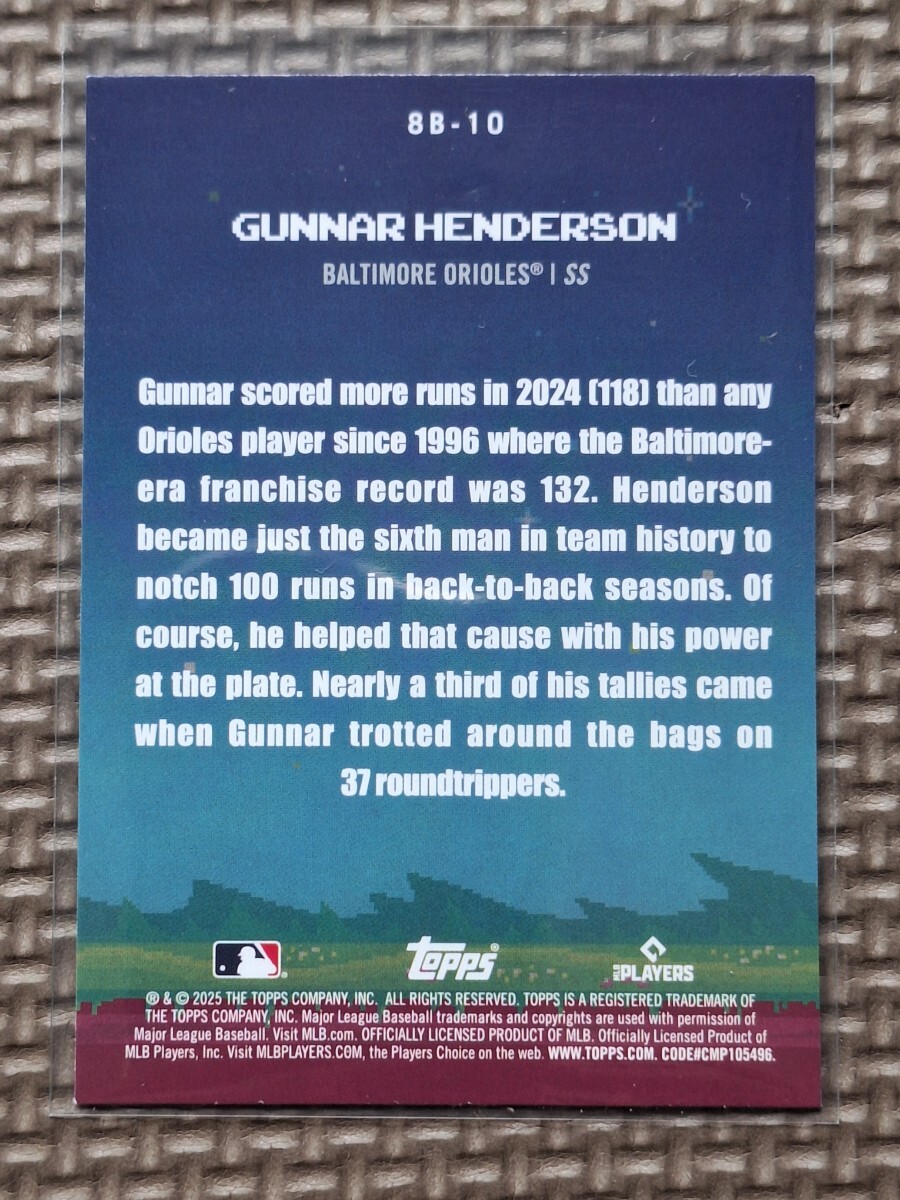 8B-10
GUNNAR HENDERSON
BALTIMORE ORIOLES® | SS
Gunnar scored more runs in 2024 (118) than any
Orioles player since 1996 where the Baltimore-
era franchise record was 132. Henderson
became just the sixth man in team history to
notch 100 runs in back-to-back seasons. Of
course, he helped that cause with his power
at the plate. Nearly a third of his tallies came
when Gunnar trotted around the bags on
37 roundtrippers.
topps® MLB PLAYERS
® & © 2025 THE TOPPS COMPANY, INC. ALL RIGHTS RESERVED. TOPPS IS A REGISTERED TRADEMARK OF
THE TOPPS COMPANY, INC. Major League Baseball trademarks and copyrights are used with permission of
Major League Baseball. Visit MLB.com. OFFICIALLY LICENSED PRODUCT OF MLB. Officially Licensed Product of
MLB Players, Inc. Visit MLBPLAYERS.COM, the Players Choice on the web. WWW.TOPPS.COM. CODE#CMP105496.